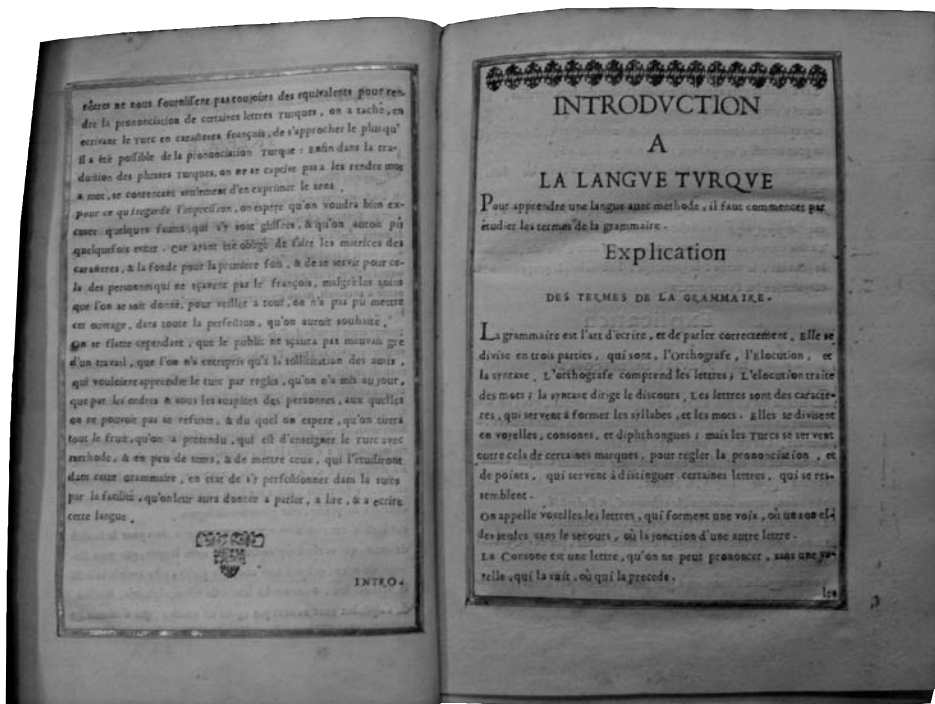 nôtres ne nous fournissent pas toujours des equivalents pour ren-
dre la prononciation de certaines lettres Turques, on a taché, en
ecrivant le Turc en caracteres françois, de s'approcher le plus qu'
il a été possible de la prononciation Turque : Enfin dans la tra-
duction des phrases Turques, on ne se captive pas a les rendre mot
a mot, se contentant seulement d'en exprimer le sens.
pour ce qui regarde l'impression, on espere qu'on voudra bien ex-
cuser quelques fautes, qui s'y sont glissées, & qu'on auroit pû
quelquefois eviter. Car ayant été obligé de faire les matrices des
caracteres, & la fonde pour la premiere fois, & de se servir pour ce-
la des personnes qui ne sçavent pas le françois, malgrè les soins
que l'on se soit donné, pour veiller a tout, on n'a pas pû mettre
cet ouvrage, dans toute la perfection, qu'on auroit souhaité.
On se flatte cependant, que le public ne sçaura pas mauvais gré
d'un travail, que l'on n'a entrepris qu'à la sollicitation des amis,
qui vouloient apprendre le turc par regles, qu'on n'a mis au jour,
que par les ordres & sous les auspices des personnes, aux quelles
on ne pouvoit pas se refuser, & du quel on espere, qu'on tirera
tout le fruit, qu'on a pretendu, qui est d'enseigner le Turc avec
methode, & en peu de tems, & de mettre ceux, qui l'étudiront
dans cette grammaire, en etat de s'y perfectionner dans la suite
par la facilité, qu'on leur aura donnée a parler, a lire, & a ecrire
cette langue.
INTRO-
INTRODVCTION
A
LA LANGVE TVRQVE
Pour apprendre une langue avec methode, il faut commencer par
étudier les termes de la grammaire.
Explication
DES TERMES DE LA GRAMMAIRE.
La grammaire est l'art d'écrire, et de parler correctement. Elle se
divise en trois parties, qui sont, l'Orthografe, l'Elocution, et
la syntaxe. L'orthografe comprend les lettres; L'elocution traite
des mots; la syntaxe dirige le discours. Les lettres sont des caracte-
res, qui servent à former les syllabes, et les mots. Elles se divisent
en voyelles, consones, et diphthongues; mais les Turcs se servent
outre cela de certaines marques, pour regler la prononciation, et
de points, qui servent à distinguer certaines lettres, qui se res-
semblent.
On appelle voyelles les lettres, qui forment une voix, où un son el-
les seules, sans le secours, où la jonction d'une autre lettre.
La Consone est une lettre, qu'on ne peut prononcer, sans une vo-
yelle, qui la suit, où qui la precede.
les